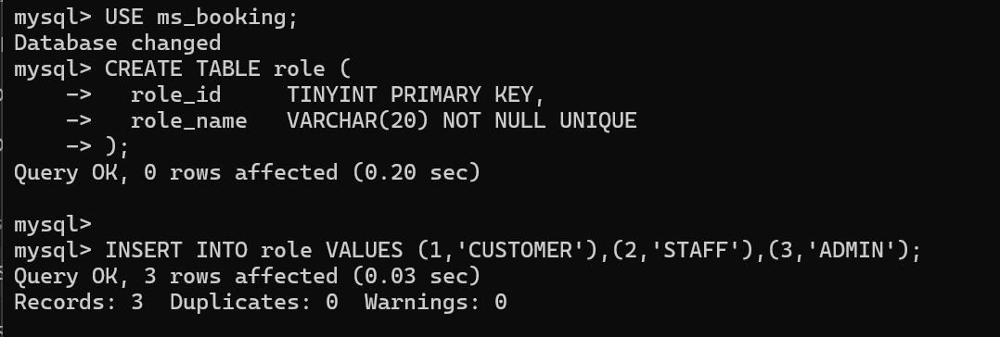 mysql> USE ms_booking;
Database changed
mysql> CREATE TABLE role (
    ->   role_id     TINYINT PRIMARY KEY,
    ->   role_name   VARCHAR(20) NOT NULL UNIQUE
    -> );
Query OK, 0 rows affected (0.20 sec)

mysql>
mysql> INSERT INTO role VALUES (1,'CUSTOMER'),(2,'STAFF'),(3,'ADMIN');
Query OK, 3 rows affected (0.03 sec)
Records: 3  Duplicates: 0  Warnings: 0